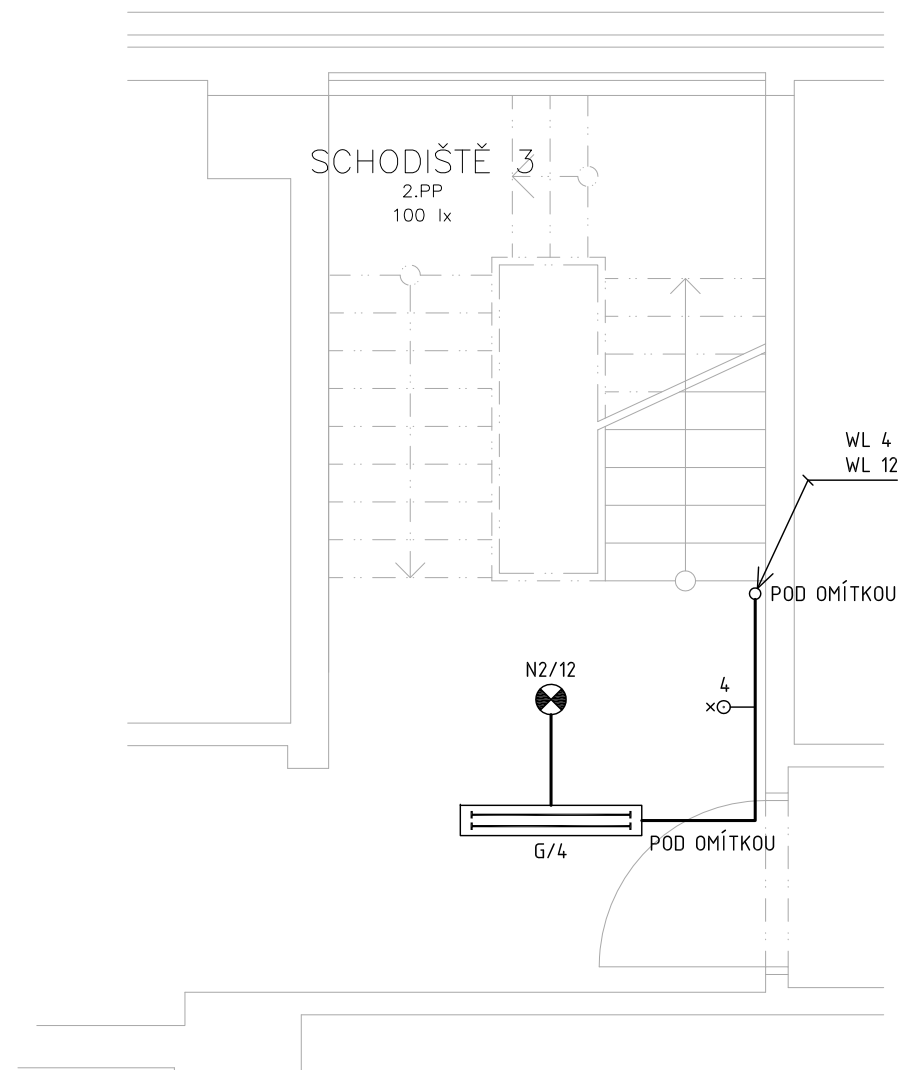 SCHODIŠTĚ 3
2.PP
100 lx
WL 4
WL 12
POD OMÍTKOU
N2/12
4
G/4
POD OMÍTKOU